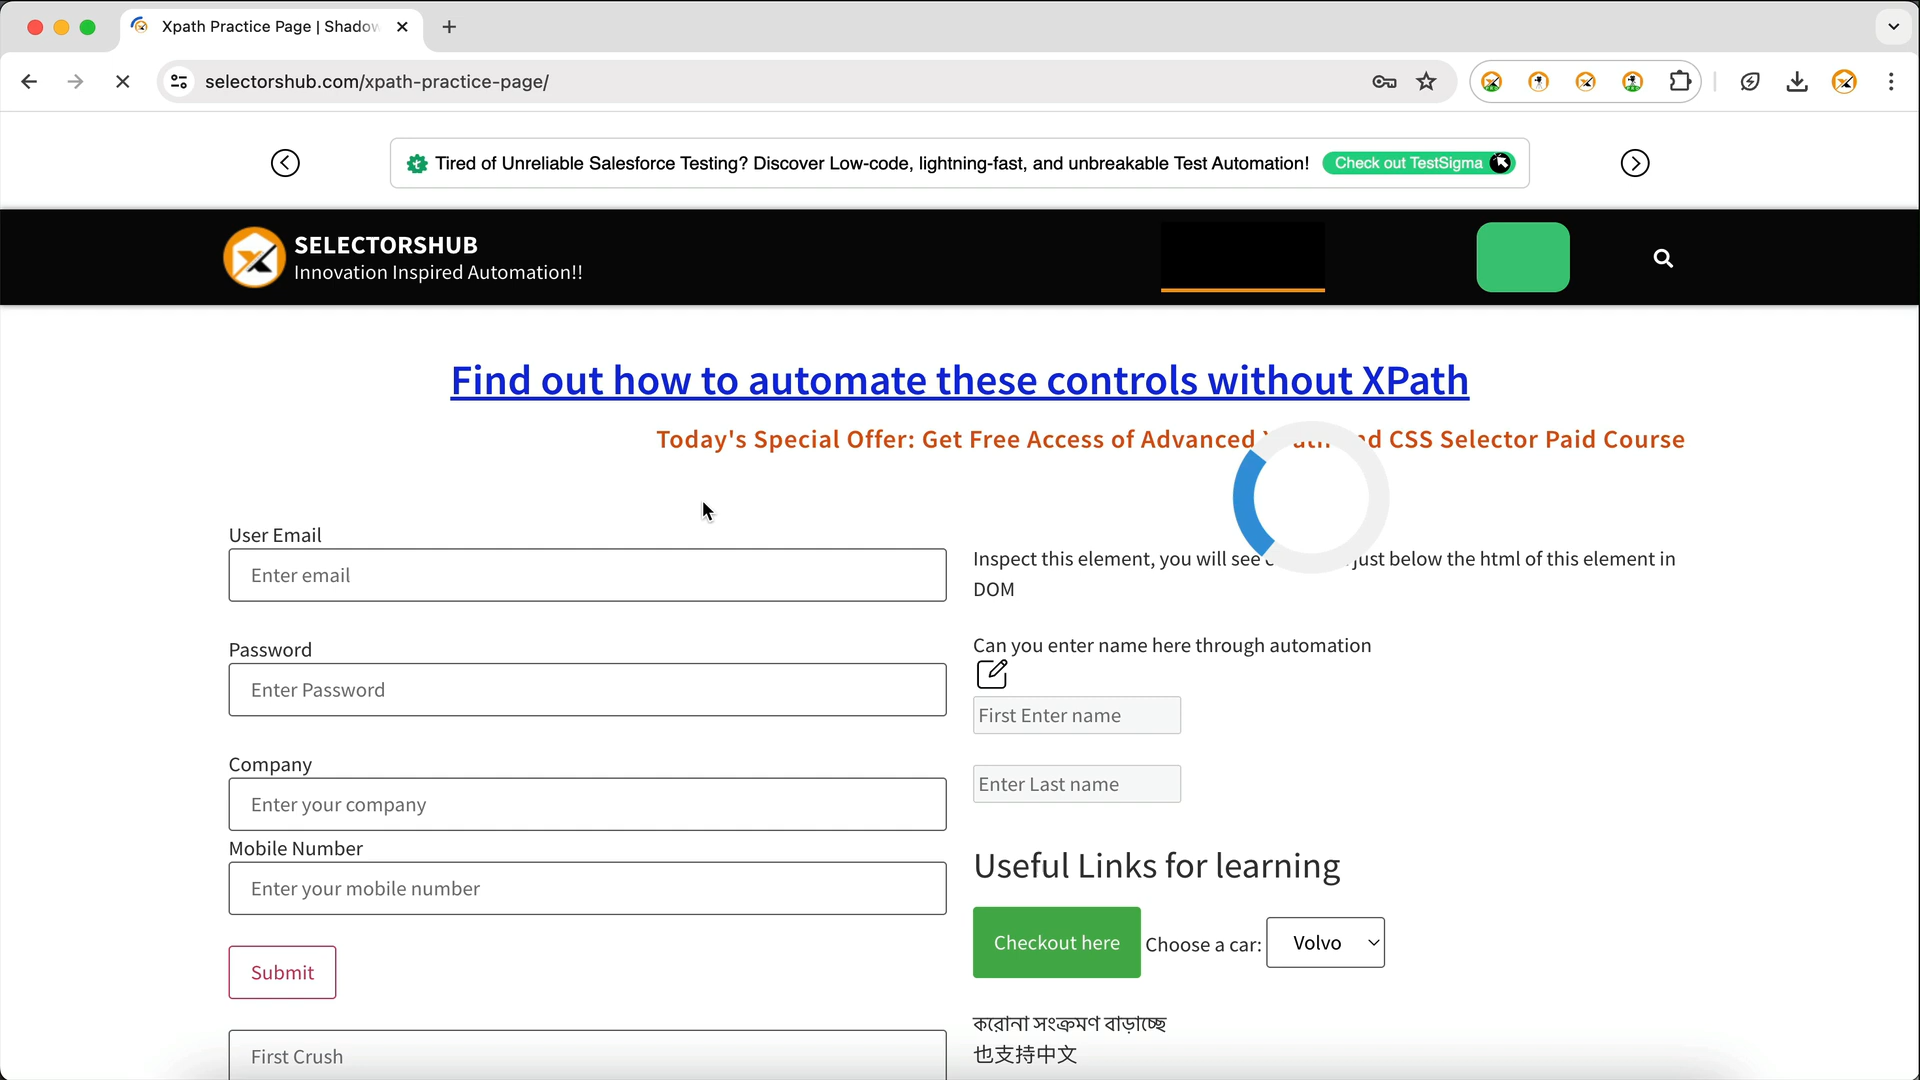 Xpath Practice Page | Shadow
selectorshub.com/xpath-practice-page/
Tired of Unreliable Salesforce Testing? Discover Low-code, lightning-fast, and unbreakable Test Automation! Check out TestSigma
SELECTORSHUB
Innovation Inspired Automation!!
Find out how to automate these controls without XPath
Today's Special Offer: Get Free Access of Advanced CSS Selector Paid Course
User Email
Enter email
Inspect this element, you will see just below the html of this element in
DOM
Password
Enter Password
Can you enter name here through automation
First Enter name
Company
Enter your company
Enter Last name
Mobile Number
Enter your mobile number
Useful Links for learning
Checkout here Choose a car: Volvo
Submit
First Crush
করোনা সংক্রমণ বাড়াচ্ছে
也支持中文